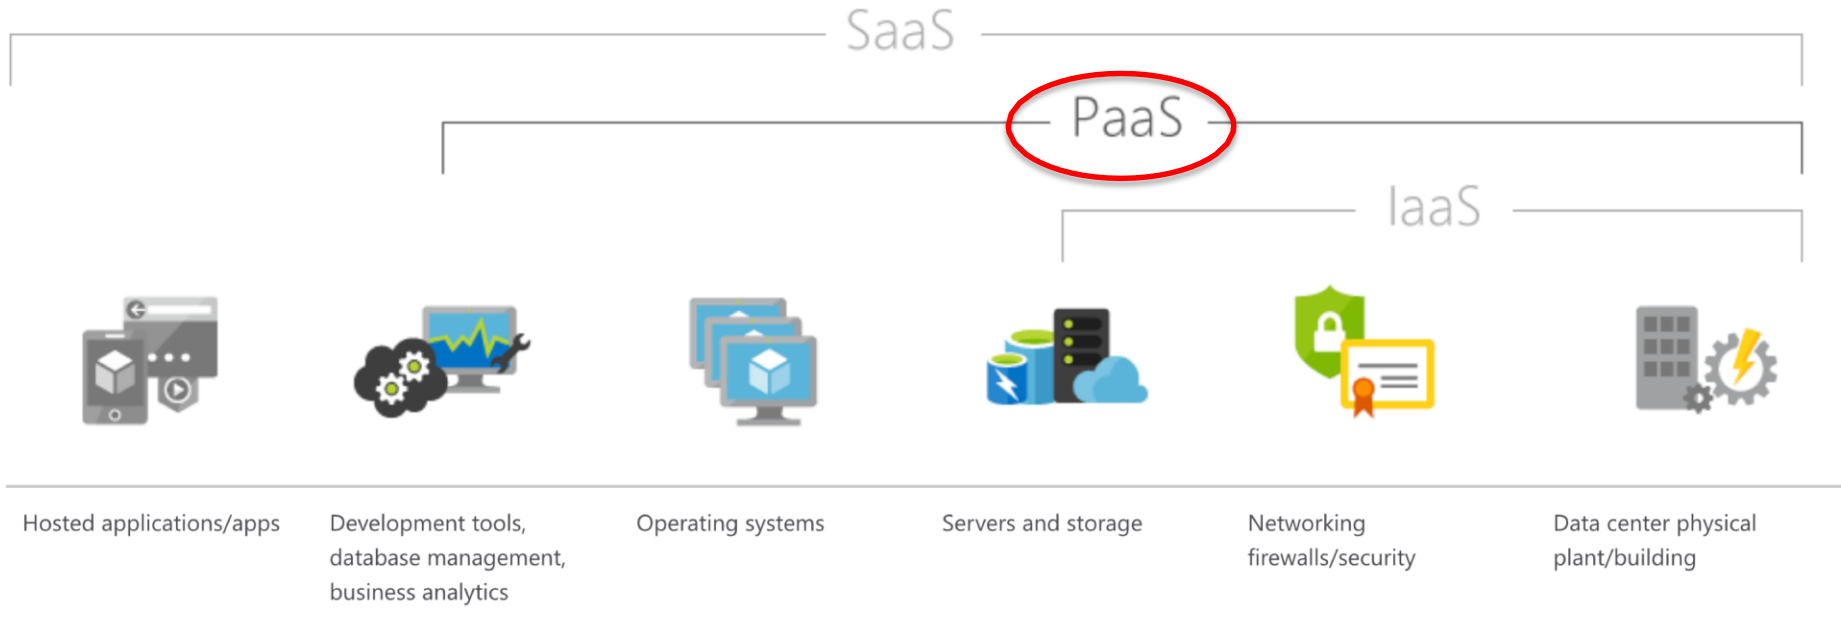 SaaS
PaaS
IaaS
Hosted applications/apps
Development tools,
database management,
business analytics
Operating systems
Servers and storage
Networking
firewalls/security
Data center physical
plant/building